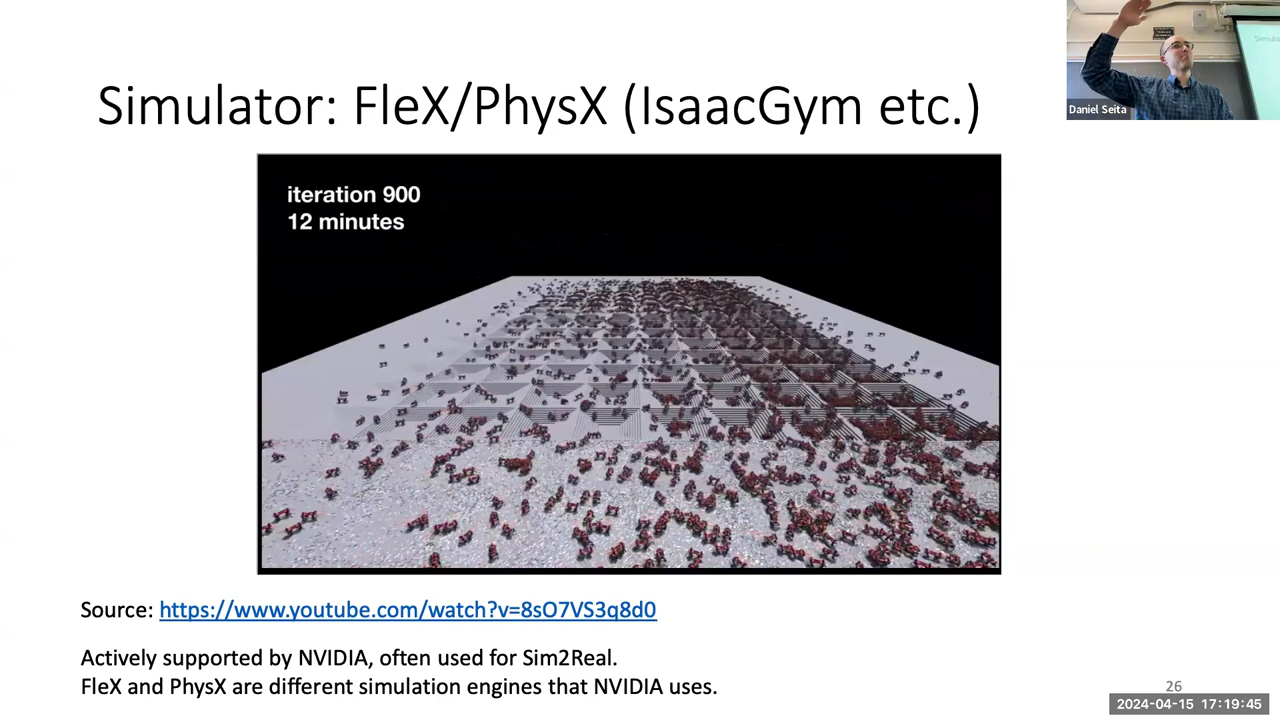 Simulator: FleX/PhysX (IsaacGym etc.)
Daniel Seita
iteration 900
12 minutes
Source: https://www.youtube.com/watch?v=8sO7VS3q8d0
Actively supported by NVIDIA, often used for Sim2Real.
FleX and PhysX are different simulation engines that NVIDIA uses.
26
2024-04-15 17:19:45